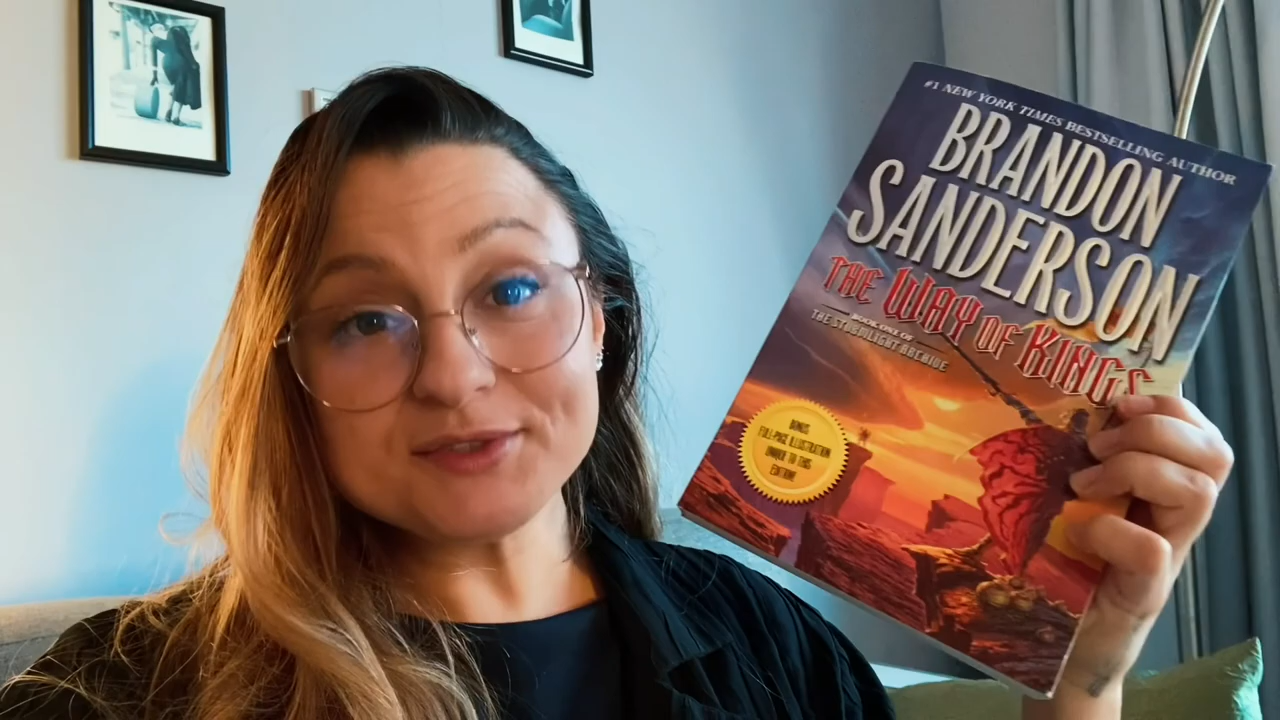 #1 NEW YORK TIMES BESTSELLING AUTHOR
BRANDON
SANDERSON
THE WAY OF KINGS
BOOK ONE OF
THE STORMLIGHT ARCHIVE
BONUS
FULL-PAGE ILLUSTRATION
UNIQUE TO THIS
EDITION!